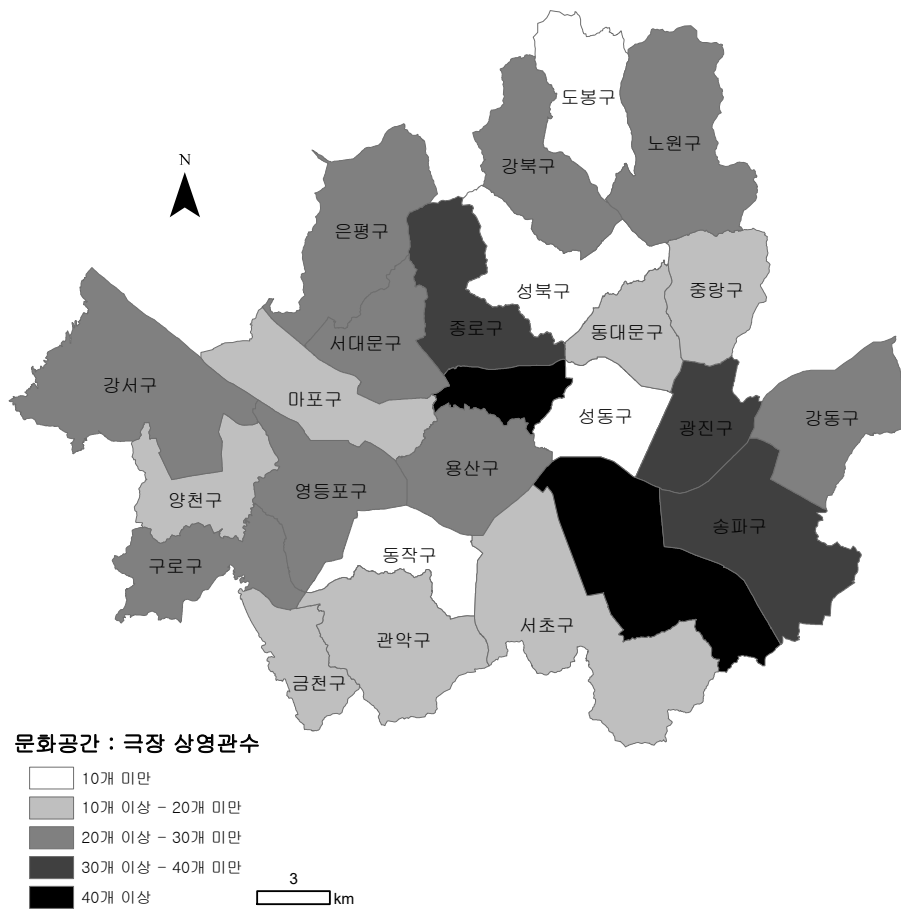 도봉구
노원구
강북구
N
은평구
성북구
중랑구
종로구
동대문구
서대문구
강서구
마포구
성동구
광진구
강동구
용산구
영등포구
양천구
송파구
동작구
구로구
서초구
관악구
금천구
문화공간 : 극장 상영관수
10개 미만
10개 이상 - 20개 미만
20개 이상 - 30개 미만
30개 이상 - 40개 미만
40개 이상
3
km